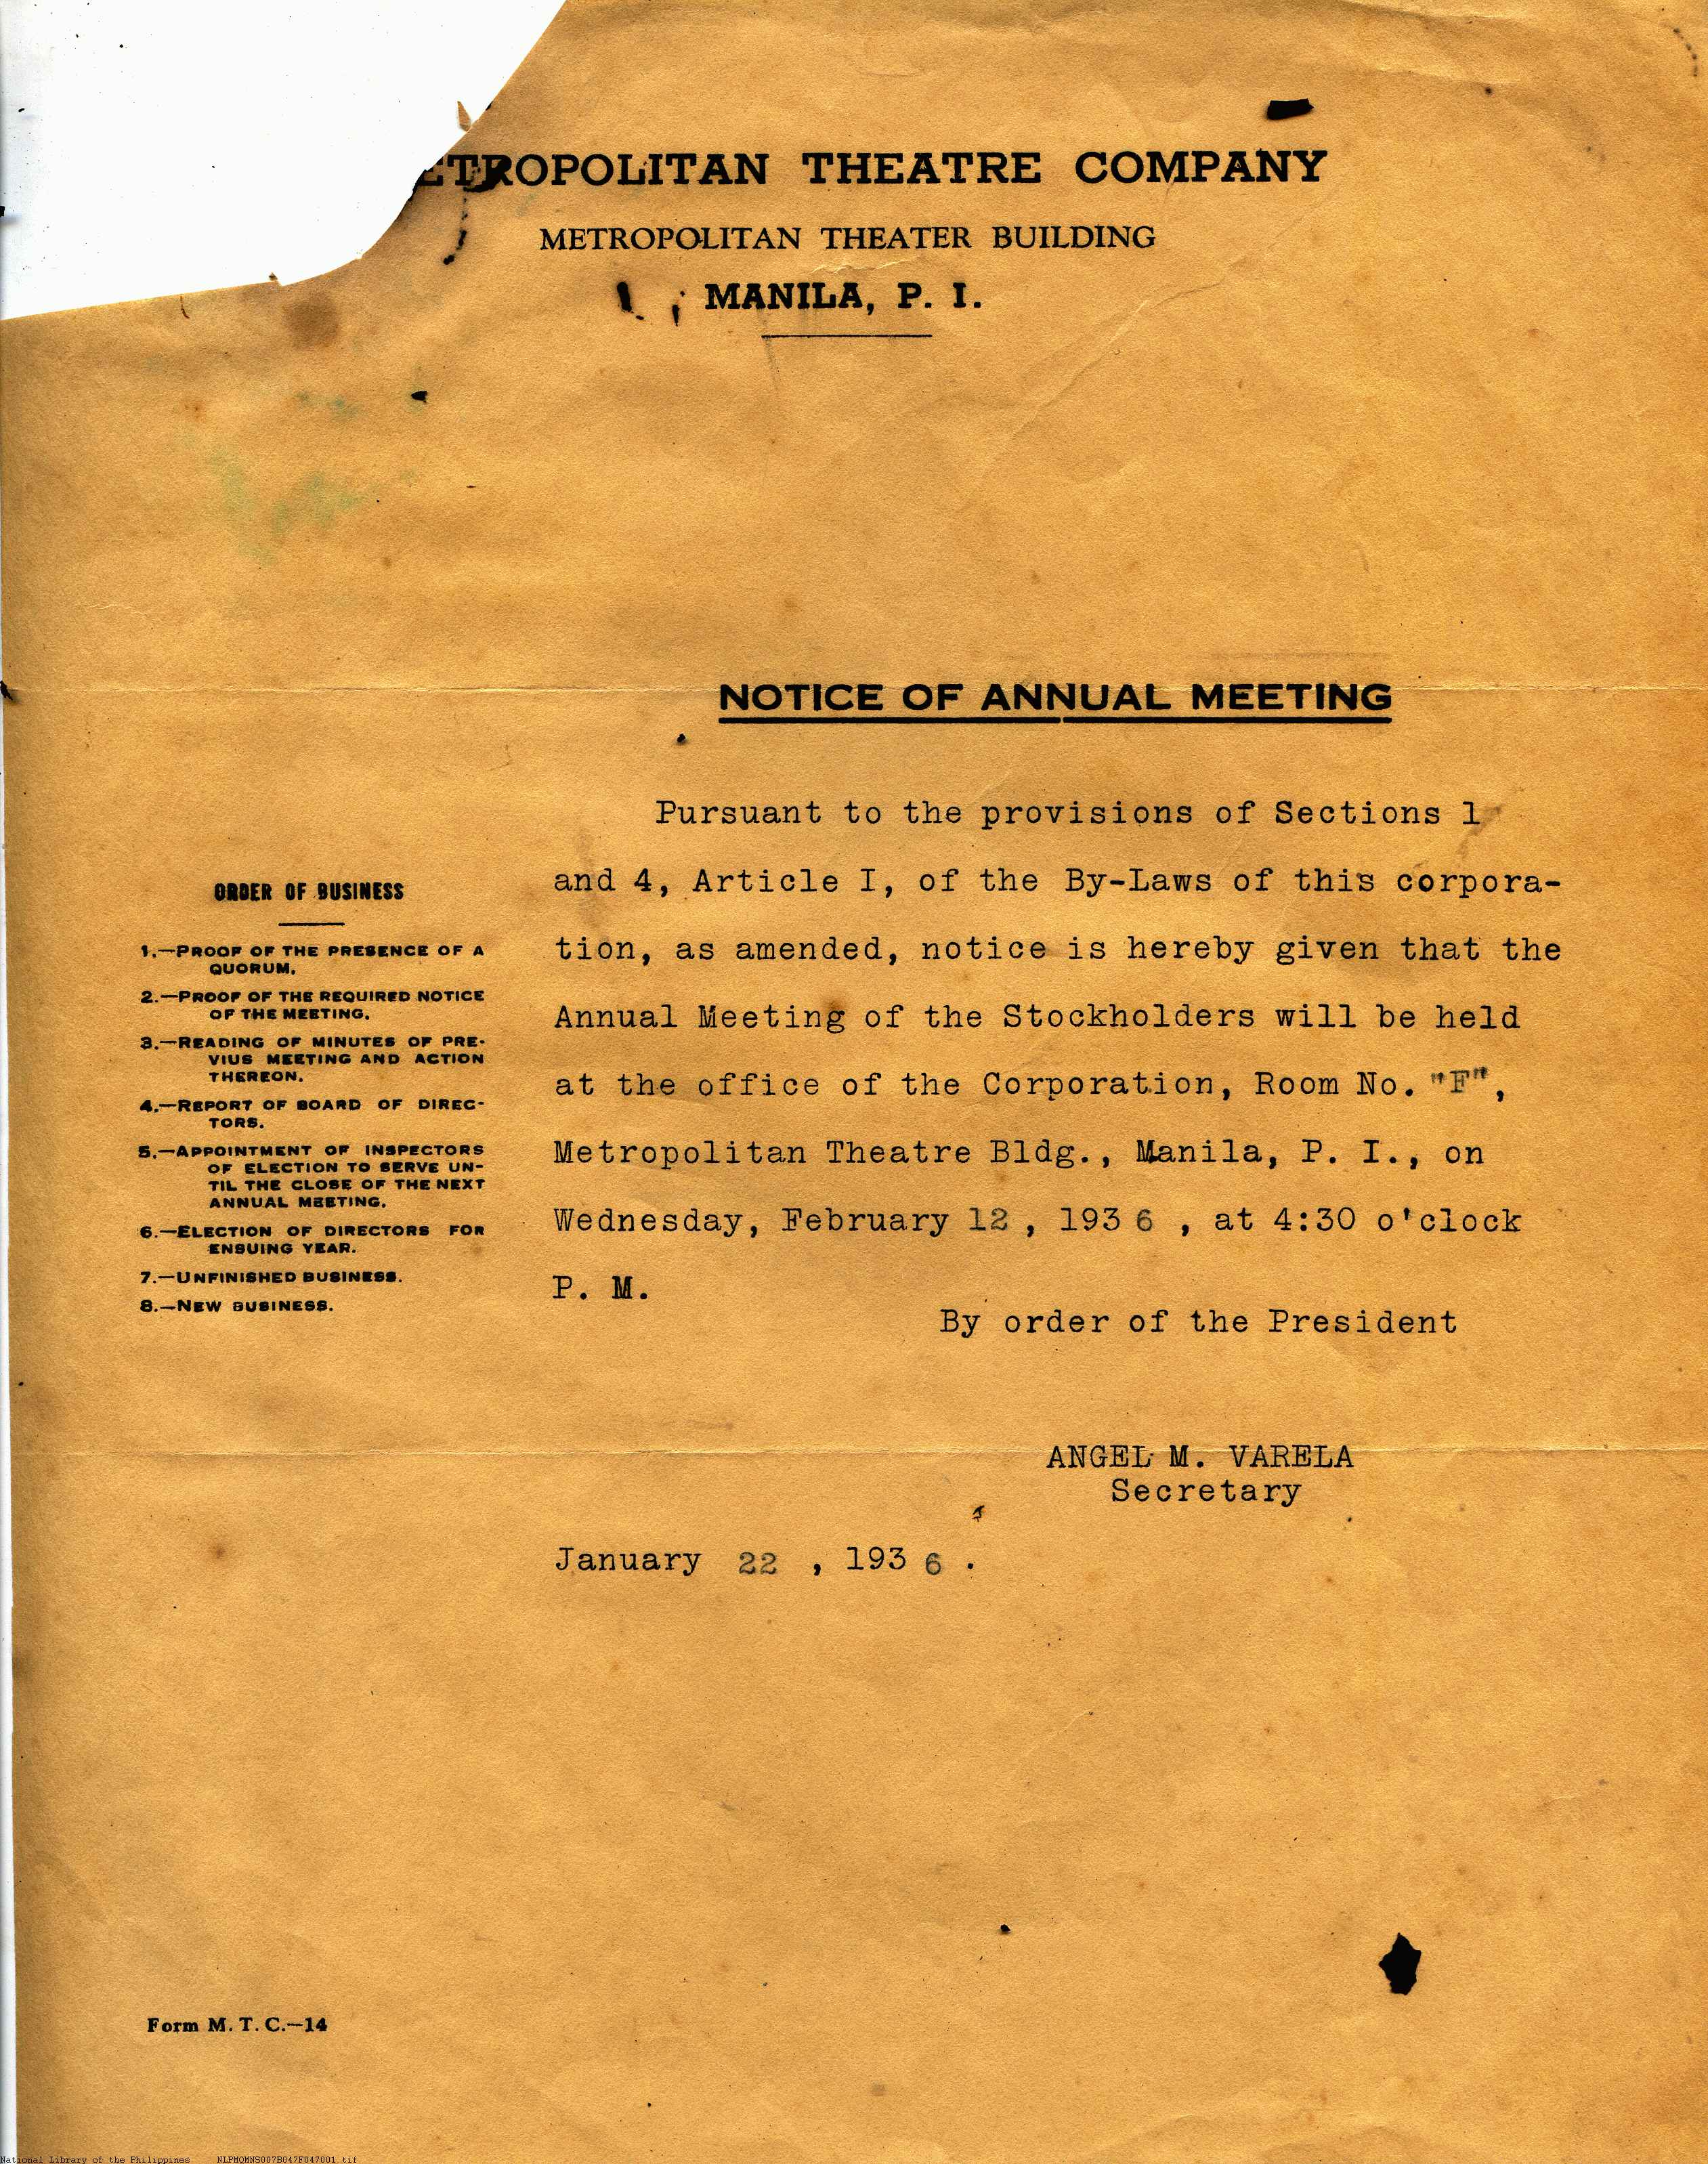 ETROPOLITAN THEATRE COMPANY
METROPOLITAN THEATER BUILDING
MANILA, P. I.
NOTICE OF ANNUAL MEETING
ORDER OF BUSINESS
1.—PROOF OF THE PRESENCE OF A
QUORUM.
2.—PROOF OF THE REQUIRED NOTICE
OF THE MEETING.
3.—READING OF MINUTES OF PRE-
VIUS MEETING AND ACTION
THEREON.
4.—REPORT OF BOARD OF DIREC-
TORS.
5.—APPOINTMENT OF INSPECTORS
OF ELECTION TO SERVE UN-
TIL THE CLOSE OF THE NEXT
ANNUAL MEETING.
6.—ELECTION OF DIRECTORS FOR
ENSUING YEAR.
7.—UNFINISHED BUSINESS.
8.—NEW BUSINESS.
Pursuant to the provisions of Sections 1
and 4, Article I, of the By-Laws of this corpora-
tion, as amended, notice is hereby given that the
Annual Meeting of the Stockholders will be held
at the office of the Corporation, Room No. "F",
Metropolitan Theatre Bldg., Manila, P. I., on
Wednesday, February 12 , 193 6 , at 4:30 o'clock
P. M.
By order of the President
ANGEL M. VARELA
Secretary
January 22 , 193 6 .
Form M. T. C.—14
National Library of the Philippines NLPMQMNS007B047F047001.tif